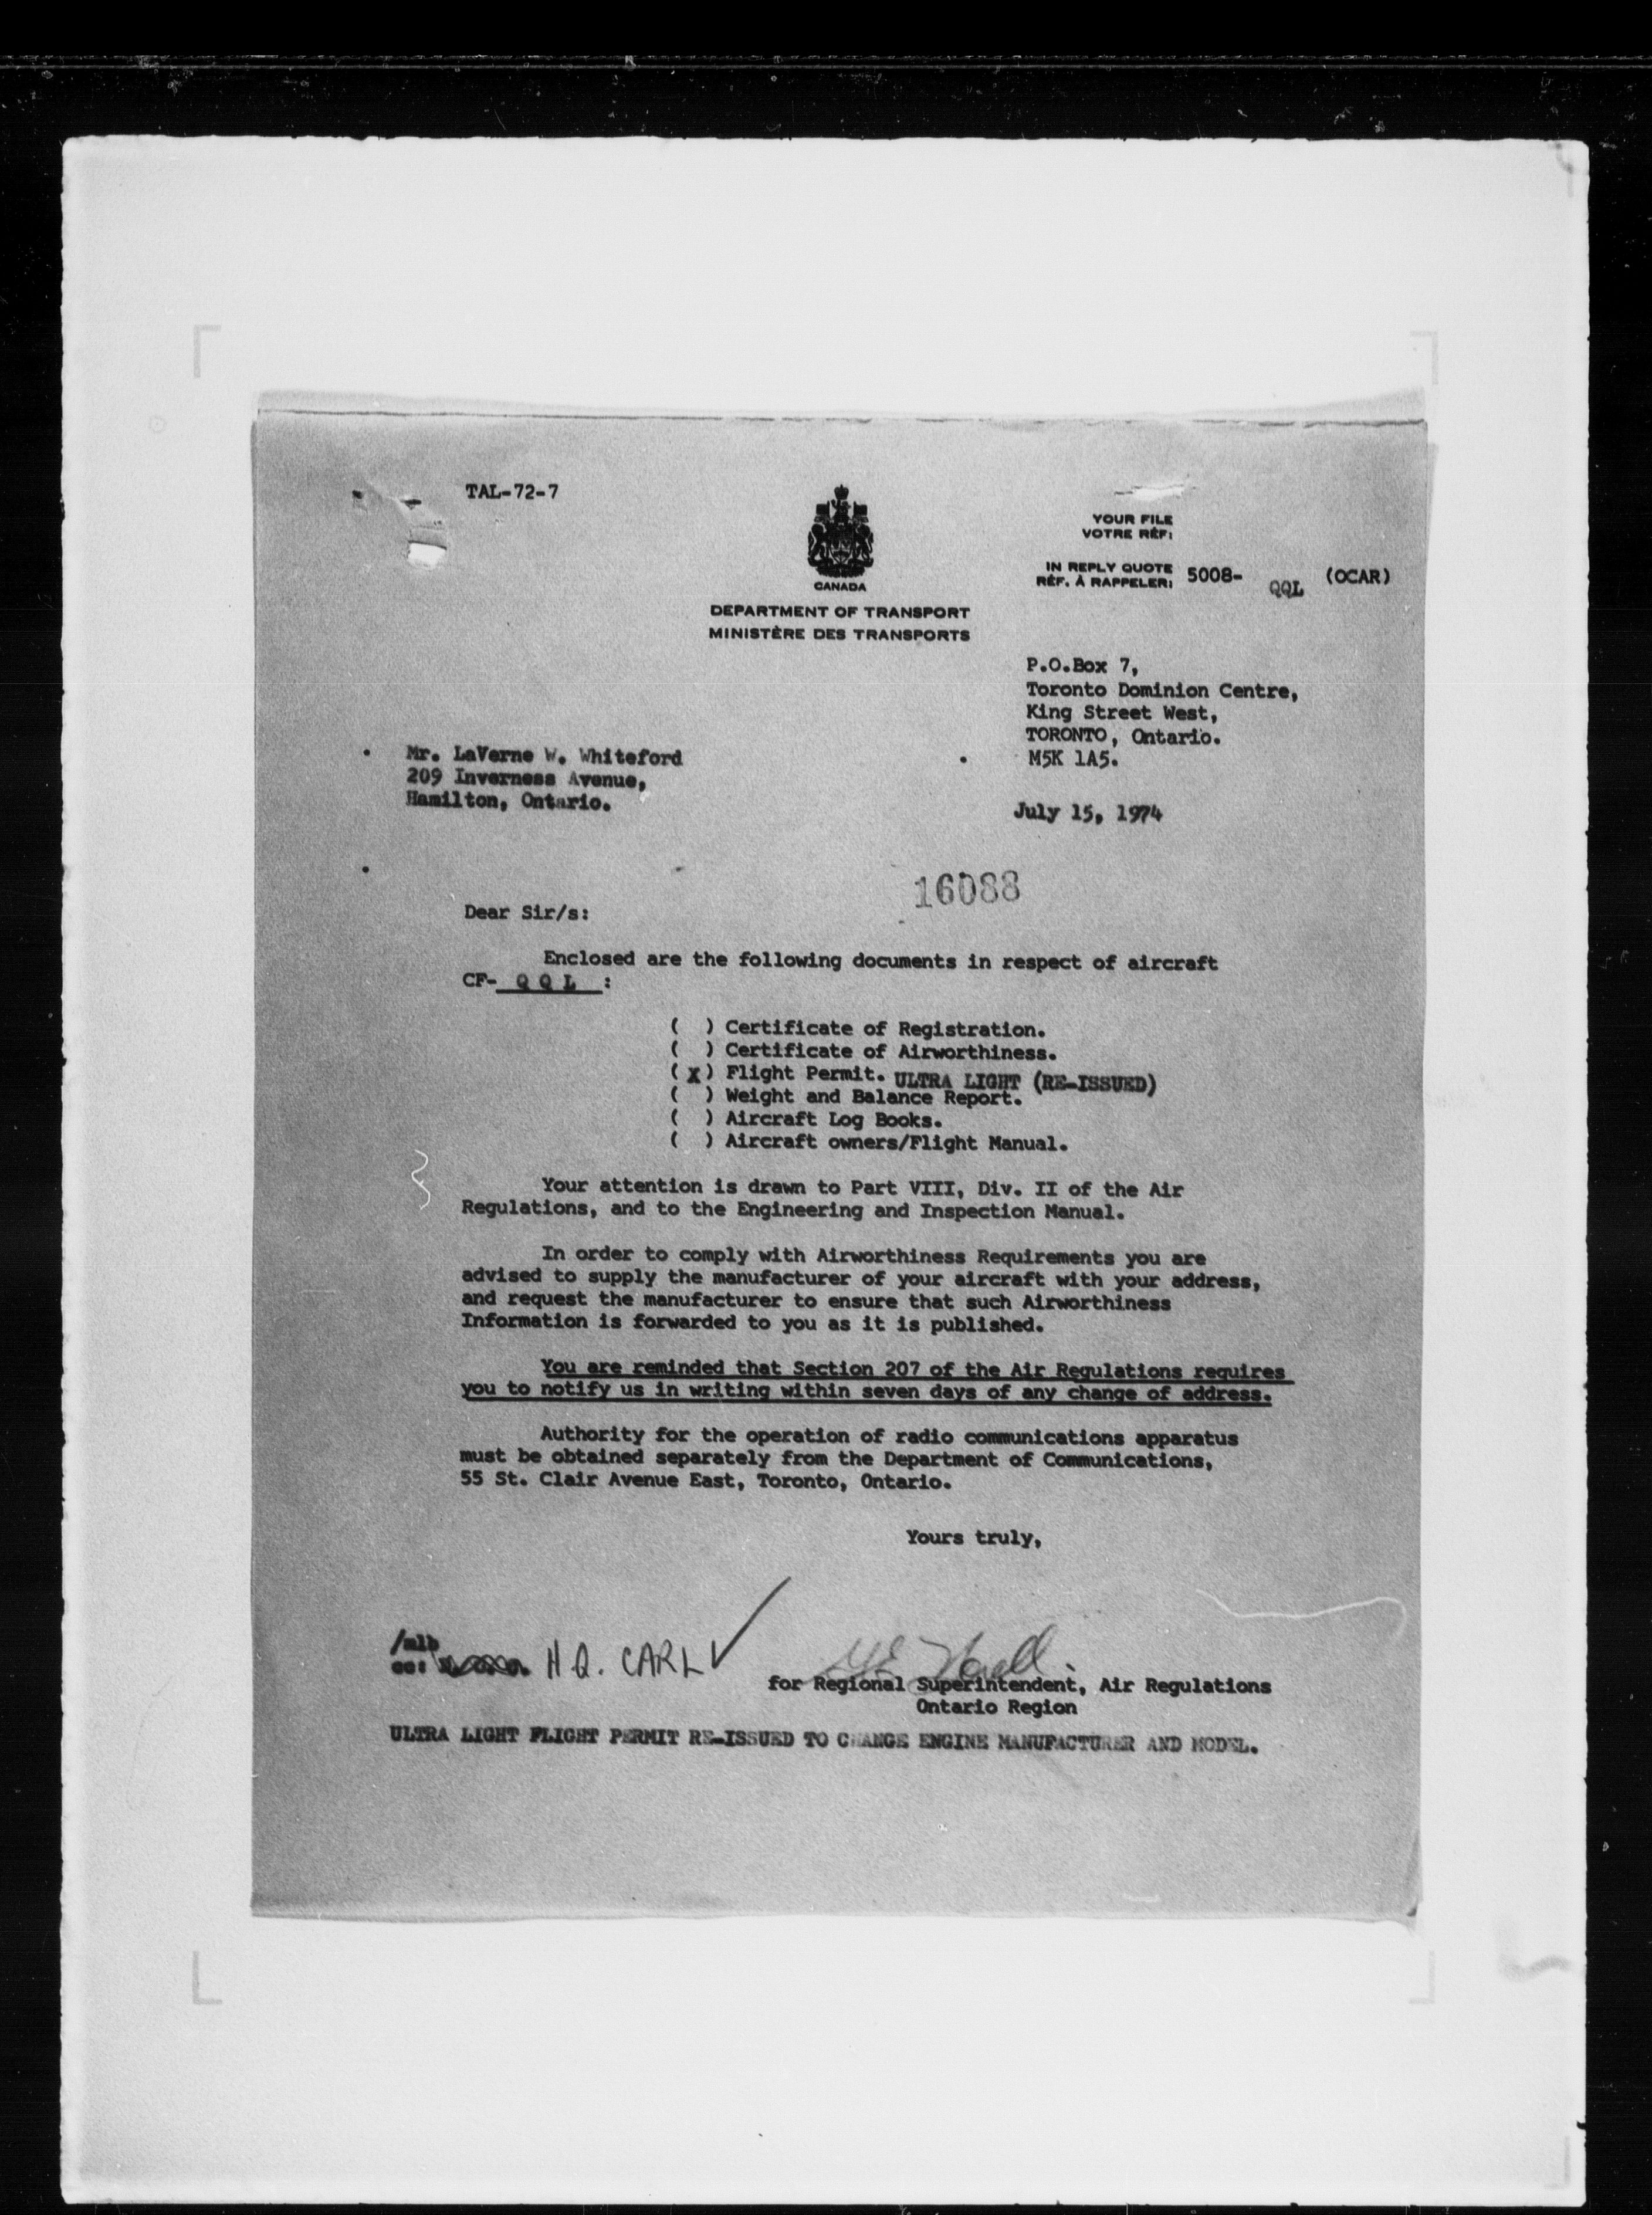 TAL-72-7
CANADA
DEPARTMENT OF TRANSPORT
MINISTÈRE DES TRANSPORTS
YOUR FILE
VOTRE RÉF:
IN REPLY QUOTE
RÉF. À RAPPELER: 5008- QQL (OCAR)
P.O.Box 7,
Toronto Dominion Centre,
King Street West,
TORONTO, Ontario.
M5K 1A5.
Mr. LaVerne W. Whiteford
209 Inverness Avenue,
Hamilton, Ontario.
July 15, 1974
16088
Dear Sir/s:
Enclosed are the following documents in respect of aircraft
CF- Q Q L :
( ) Certificate of Registration.
( ) Certificate of Airworthiness.
( X ) Flight Permit. ULTRA LIGHT (RE-ISSUED)
( ) Weight and Balance Report.
( ) Aircraft Log Books.
( ) Aircraft owners/Flight Manual.
Your attention is drawn to Part VIII, Div. II of the Air
Regulations, and to the Engineering and Inspection Manual.
In order to comply with Airworthiness Requirements you are
advised to supply the manufacturer of your aircraft with your address,
and request the manufacturer to ensure that such Airworthiness
Information is forwarded to you as it is published.
You are reminded that Section 207 of the Air Regulations requires
you to notify us in writing within seven days of any change of address.
Authority for the operation of radio communications apparatus
must be obtained separately from the Department of Communications,
55 St. Clair Avenue East, Toronto, Ontario.
Yours truly,
/mlb
cc: H Q. CARL
for Regional Superintendent, Air Regulations
Ontario Region
ULTRA LIGHT FLIGHT PERMIT RE-ISSUED TO CHANGE ENGINE MANUFACTURER AND MODEL.